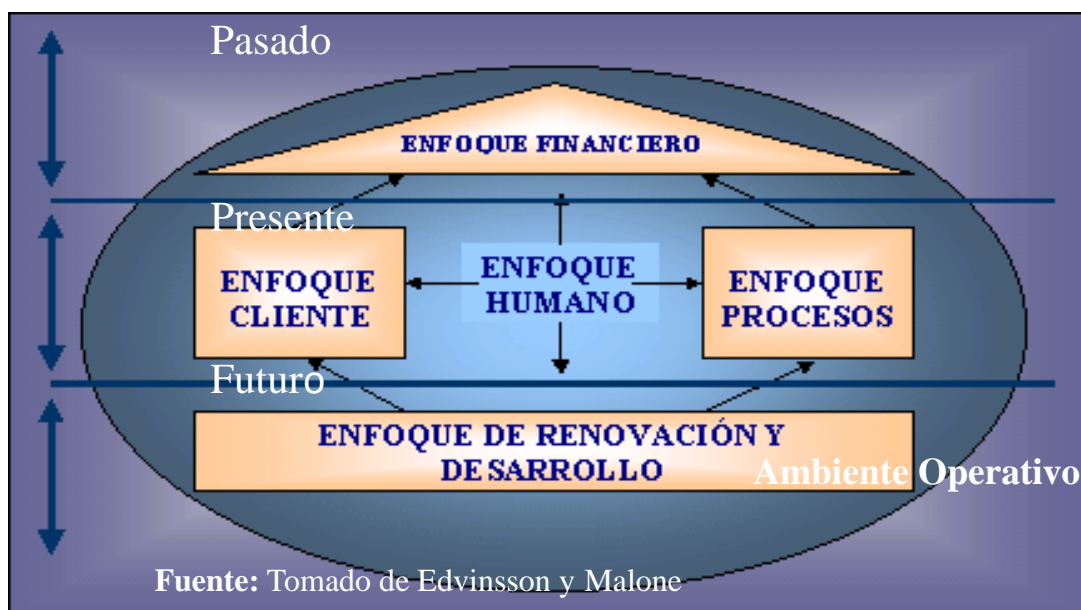 Pasado
ENFOQUE FINANCIERO
Presente
ENFOQUE
CLIENTE
ENFOQUE
HUMANO
ENFOQUE
PROCESOS
Futuro
ENFOQUE DE RENOVACIÓN Y
DESARROLLO
Ambiente Operativo
Fuente: Tomado de Edvinsson y Malone